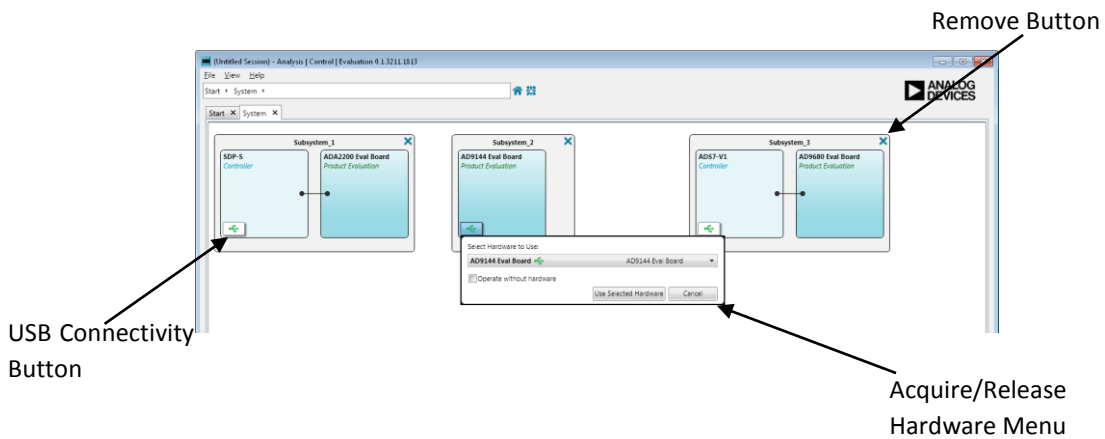 Remove Button
(Untitled Session) - Analysis | Control | Evaluation 0.1.3211.1813
File View Help
Start System
ANALOG
DEVICES
Start System
Subsystem_1 Subsystem_2 Subsystem_3
SDP-S ADA2200 Eval Board AD9144 Eval Board ADS7-V1 AD9680 Eval Board
Controller Product Evaluation Product Evaluation Controller Product Evaluation
Select Hardware to Use:
AD9144 Eval Board AD9144 Eval Board
Operate without hardware
Use Selected Hardware Cancel
USB Connectivity
Button
Acquire/Release
Hardware Menu